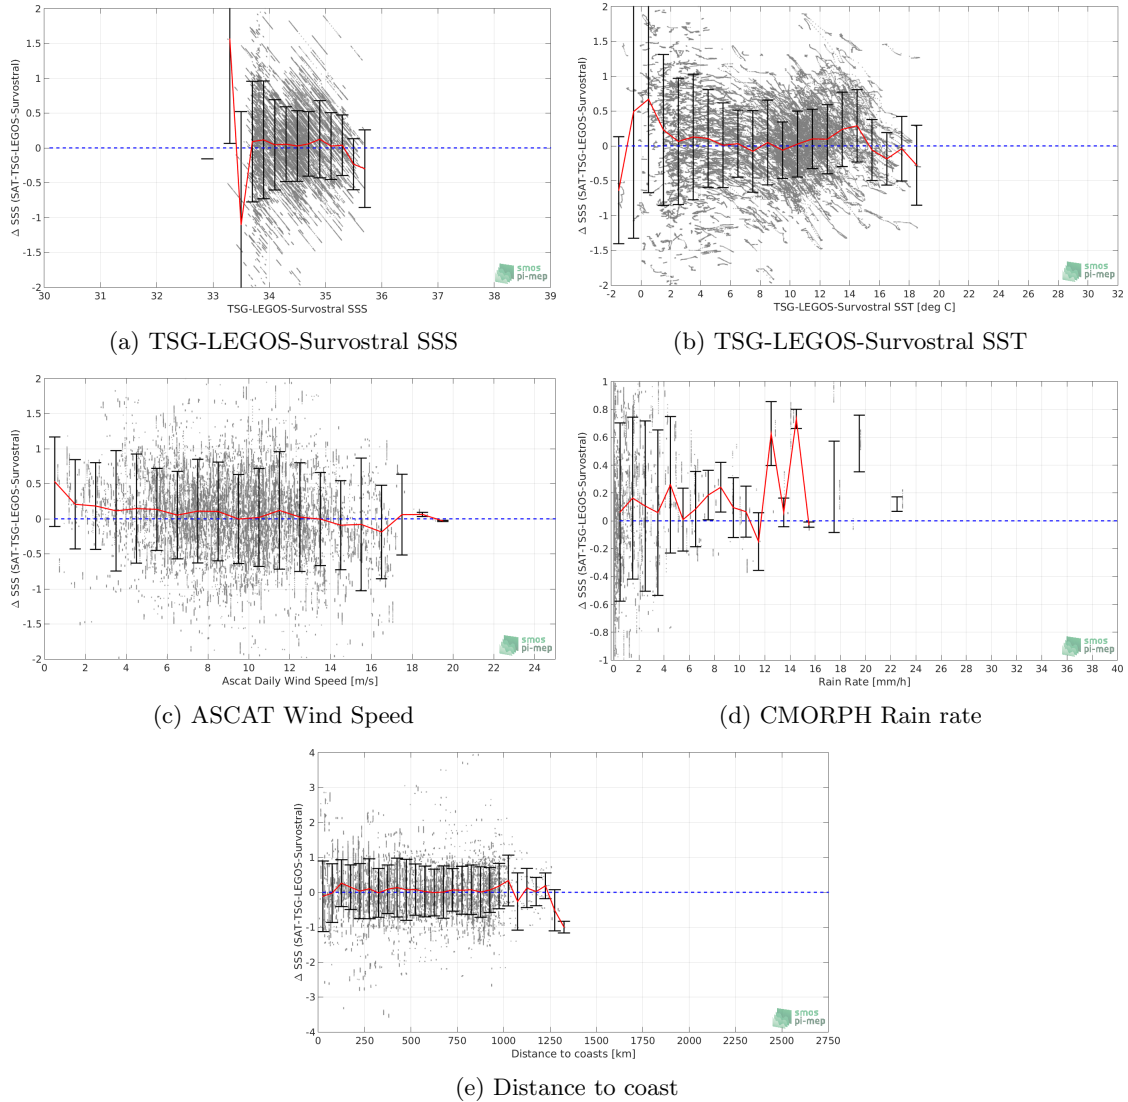 2
1.5
1
0.5
0
-0.5
-1
-1.5
-2
Δ SSS (SAT-TSG-LEGOS-Survostral)
30 31 32 33 34 35 36 37 38 39
TSG-LEGOS-Survostral SSS
smos
pi-mep
(a) TSG-LEGOS-Survostral SSS
2
1.5
1
0.5
0
-0.5
-1
-1.5
-2
Δ SSS (SAT-TSG-LEGOS-Survostral)
-2 0 2 4 6 8 10 12 14 16 18 20 22 24 26 28 30 32
TSG-LEGOS-Survostral SST [deg C]
smos
pi-mep
(b) TSG-LEGOS-Survostral SST
2
1.5
1
0.5
0
-0.5
-1
-1.5
-2
Δ SSS (SAT-TSG-LEGOS-Survostral)
0 2 4 6 8 10 12 14 16 18 20 22 24
Ascat Daily Wind Speed [m/s]
smos
pi-mep
(c) ASCAT Wind Speed
1
0.8
0.6
0.4
0.2
0
-0.2
-0.4
-0.6
-0.8
-1
Δ SSS (SAT-TSG-LEGOS-Survostral)
0 2 4 6 8 10 12 14 16 18 20 22 24 26 28 30 32 34 36 38 40
Rain Rate [mm/h]
smos
pi-mep
(d) CMORPH Rain rate
4
3
2
1
0
-1
-2
-3
-4
Δ SSS (SAT-TSG-LEGOS-Survostral)
0 250 500 750 1000 1250 1500 1750 2000 2250 2500 2750
Distance to coasts [km]
smos
pi-mep
(e) Distance to coast